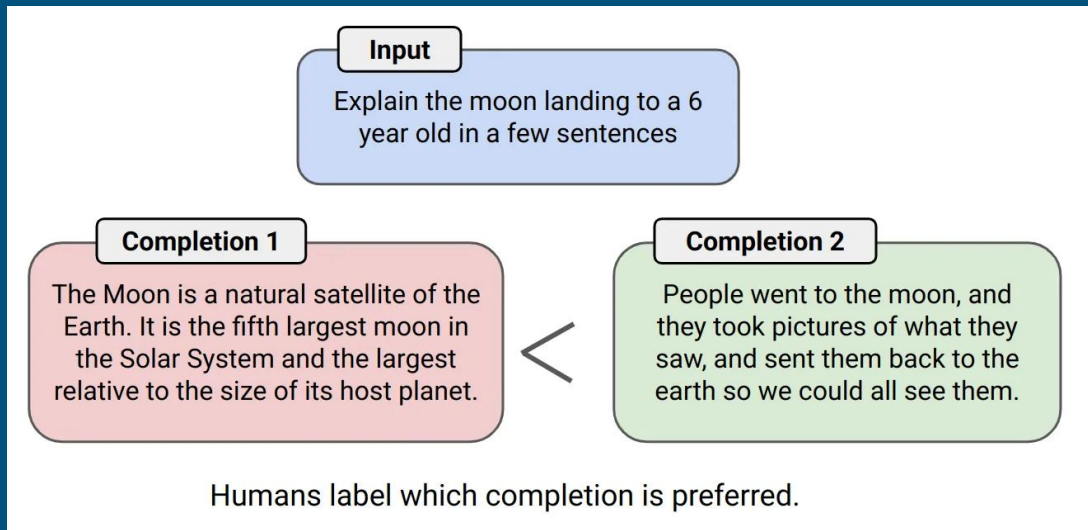 Input
Explain the moon landing to a 6
year old in a few sentences
Completion 1
The Moon is a natural satellite of the
Earth. It is the fifth largest moon in
the Solar System and the largest
relative to the size of its host planet.
<
Completion 2
People went to the moon, and
they took pictures of what they
saw, and sent them back to the
earth so we could all see them.
Humans label which completion is preferred.